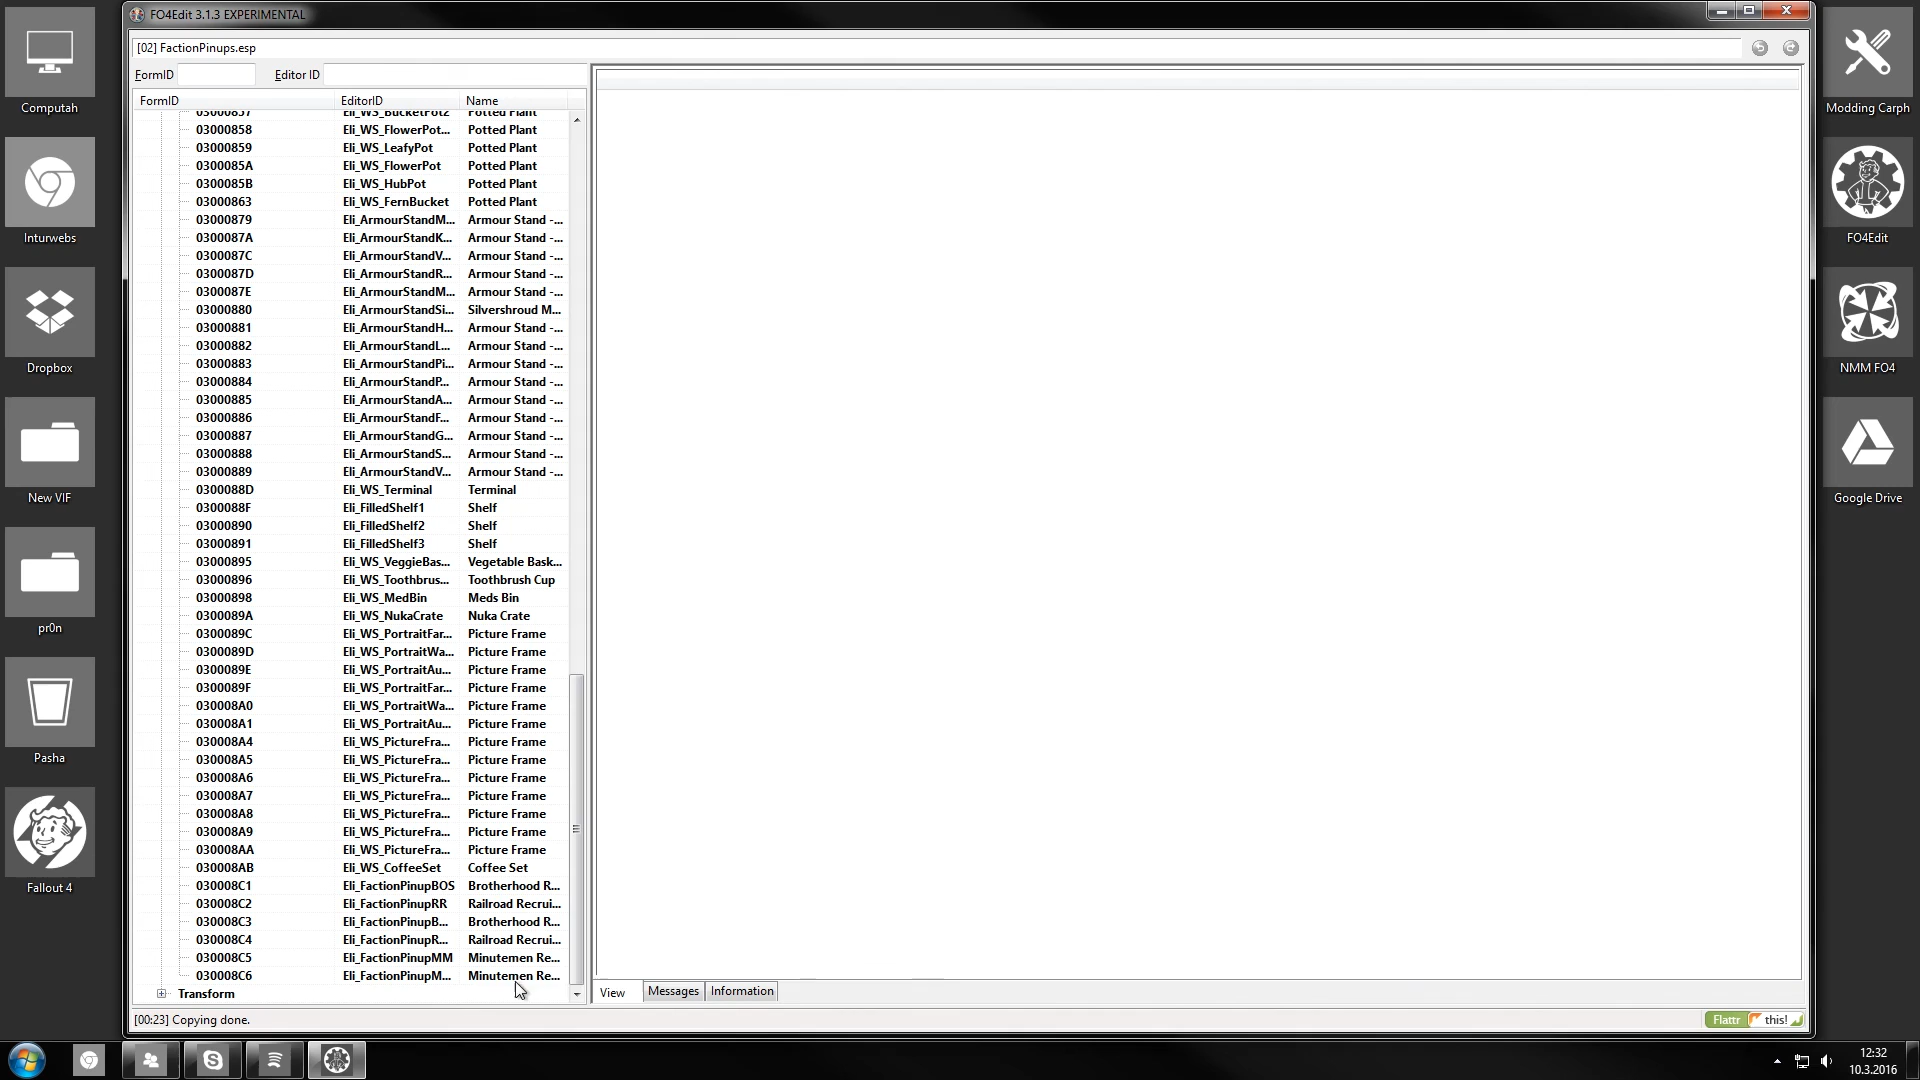 FO4Edit 3.1.3 EXPERIMENTAL
[02] FactionPinups.esp
FormID Editor ID
FormID EditorID Name
03000857 Eli_WS_BucketPot2 Potted Plant
03000858 Eli_WS_FlowerPot... Potted Plant
03000859 Eli_WS_LeafyPot Potted Plant
0300085A Eli_WS_FlowerPot Potted Plant
0300085B Eli_WS_HubPot Potted Plant
03000863 Eli_WS_FernBucket Potted Plant
03000879 Eli_ArmourStandM... Armour Stand -...
0300087A Eli_ArmourStandK... Armour Stand -...
0300087C Eli_ArmourStandV... Armour Stand -...
0300087D Eli_ArmourStandR... Armour Stand -...
0300087E Eli_ArmourStandM... Armour Stand -...
03000880 Eli_ArmourStandSi... Silvershroud M...
03000881 Eli_ArmourStandH... Armour Stand -...
03000882 Eli_ArmourStandL... Armour Stand -...
03000883 Eli_ArmourStandPi... Armour Stand -...
03000884 Eli_ArmourStandP... Armour Stand -...
03000885 Eli_ArmourStandA... Armour Stand -...
03000886 Eli_ArmourStandF... Armour Stand -...
03000887 Eli_ArmourStandG... Armour Stand -...
03000888 Eli_ArmourStandS... Armour Stand -...
03000889 Eli_ArmourStandV... Armour Stand -...
0300088D Eli_WS_Terminal Terminal
0300088F Eli_FilledShelf1 Shelf
03000890 Eli_FilledShelf2 Shelf
03000891 Eli_FilledShelf3 Shelf
03000895 Eli_WS_VeggieBas... Vegetable Bask...
03000896 Eli_WS_Toothbrus... Toothbrush Cup
03000898 Eli_WS_MedBin Meds Bin
0300089A Eli_WS_NukaCrate Nuka Crate
0300089C Eli_WS_PortraitFar... Picture Frame
0300089D Eli_WS_PortraitWa... Picture Frame
0300089E Eli_WS_PortraitAu... Picture Frame
0300089F Eli_WS_PortraitFar... Picture Frame
030008A0 Eli_WS_PortraitWa... Picture Frame
030008A1 Eli_WS_PortraitAu... Picture Frame
030008A4 Eli_WS_PictureFra... Picture Frame
030008A5 Eli_WS_PictureFra... Picture Frame
030008A6 Eli_WS_PictureFra... Picture Frame
030008A7 Eli_WS_PictureFra... Picture Frame
030008A8 Eli_WS_PictureFra... Picture Frame
030008A9 Eli_WS_PictureFra... Picture Frame
030008AA Eli_WS_PictureFra... Picture Frame
030008AB Eli_WS_CoffeeSet Coffee Set
030008C1 Eli_FactionPinupBOS Brotherhood R...
030008C2 Eli_FactionPinupRR Railroad Recrui...
030008C3 Eli_FactionPinupB... Brotherhood R...
030008C4 Eli_FactionPinupR... Railroad Recrui...
030008C5 Eli_FactionPinupMM Minutemen Re...
030008C6 Eli_FactionPinupM... Minutemen Re...
Transform
View Messages Information
[00:23] Copying done.
Flattr this!
Computah
Inturwebs
Dropbox
New VIF
pr0n
Pasha
Fallout 4
Modding Carph
FO4Edit
NMM FO4
Google Drive
12:32
10.3.2016